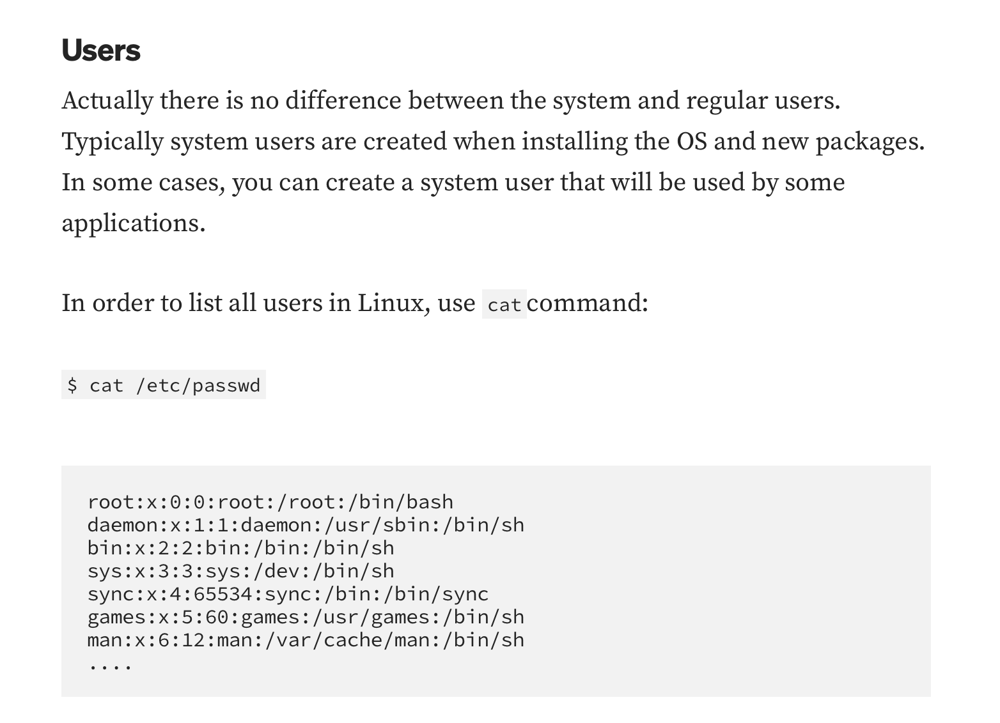 Users
Actually there is no difference between the system and regular users.
Typically system users are created when installing the OS and new packages.
In some cases, you can create a system user that will be used by some
applications.
In order to list all users in Linux, use cat command:
$ cat /etc/passwd
root:x:0:0:root:/root:/bin/bash
daemon:x:1:1:daemon:/usr/sbin:/bin/sh
bin:x:2:2:bin:/bin:/bin/sh
sys:x:3:3:sys:/dev:/bin/sh
sync:x:4:65534:sync:/bin:/bin/sync
games:x:5:60:games:/usr/games:/bin/sh
man:x:6:12:man:/var/cache/man:/bin/sh
....